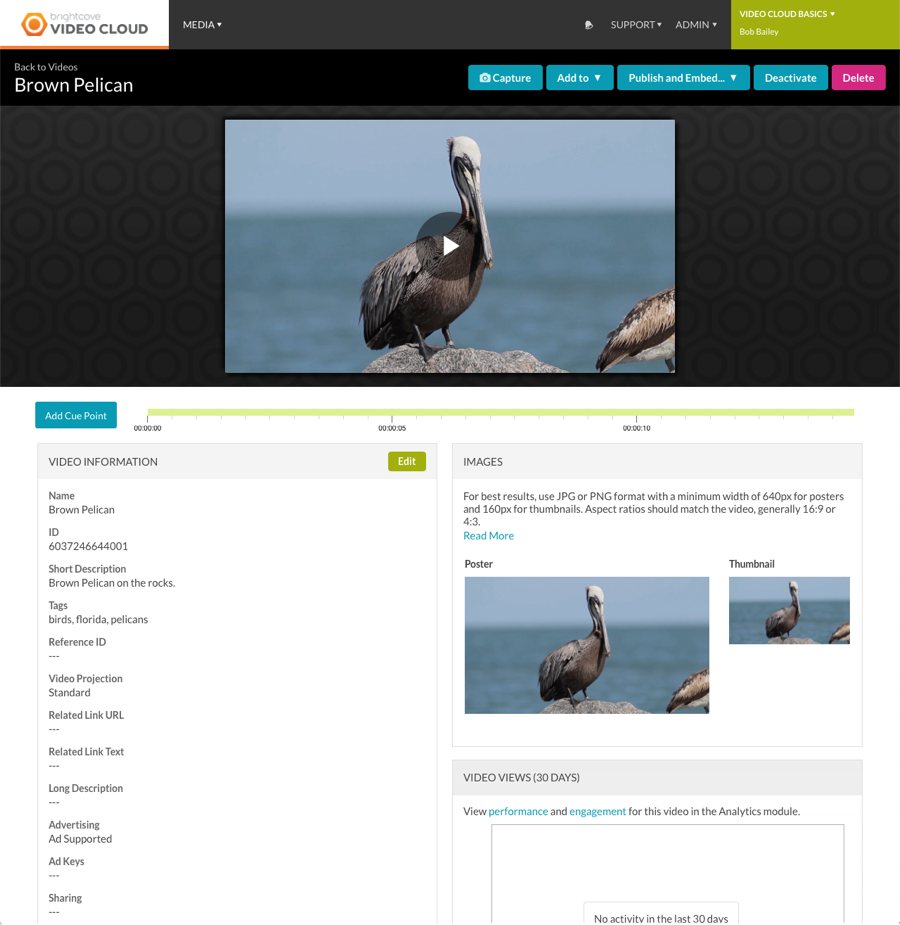 brightcove
VIDEO CLOUD
MEDIA ▾
SUPPORT ▾
ADMIN ▾
VIDEO CLOUD BASICS ▾
Bob Bailey
Back to Videos
Brown Pelican
Capture
Add to ▼
Publish and Embed... ▼
Deactivate
Delete
Add Cue Point
00:00:00
00:00:05
00:00:10
VIDEO INFORMATION
Edit
Name
Brown Pelican
ID
6037246644001
Short Description
Brown Pelican on the rocks.
Tags
birds, florida, pelicans
Reference ID
---
Video Projection
Standard
Related Link URL
---
Related Link Text
---
Long Description
---
Advertising
Ad Supported
Ad Keys
---
Sharing
---
IMAGES
For best results, use JPG or PNG format with a minimum width of 640px for posters
and 160px for thumbnails. Aspect ratios should match the video, generally 16:9 or
4:3.
Read More
Poster
Thumbnail
VIDEO VIEWS (30 DAYS)
View performance and engagement for this video in the Analytics module.
No activity in the last 30 days